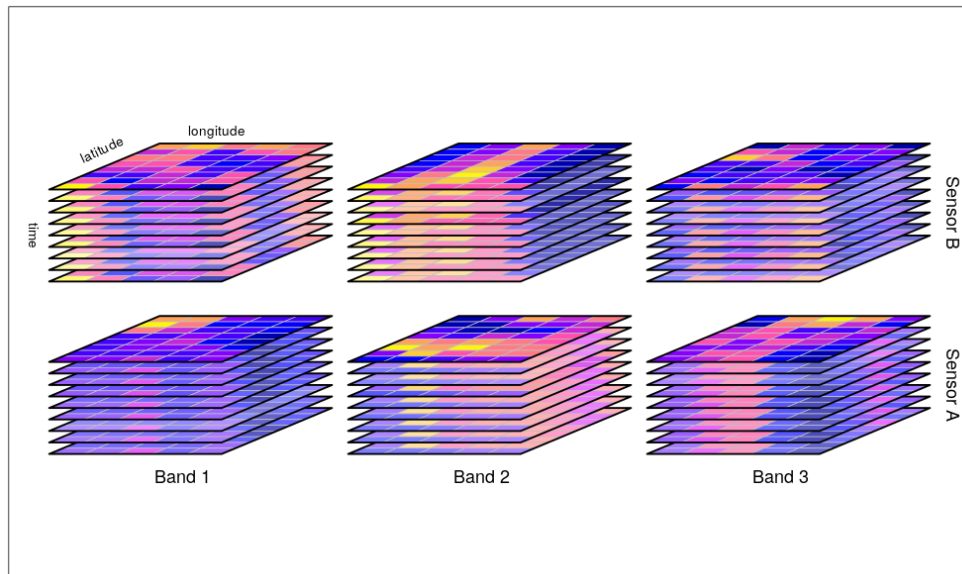 longitude
latitude
time
Sensor B
Sensor A
Band 1
Band 2
Band 3